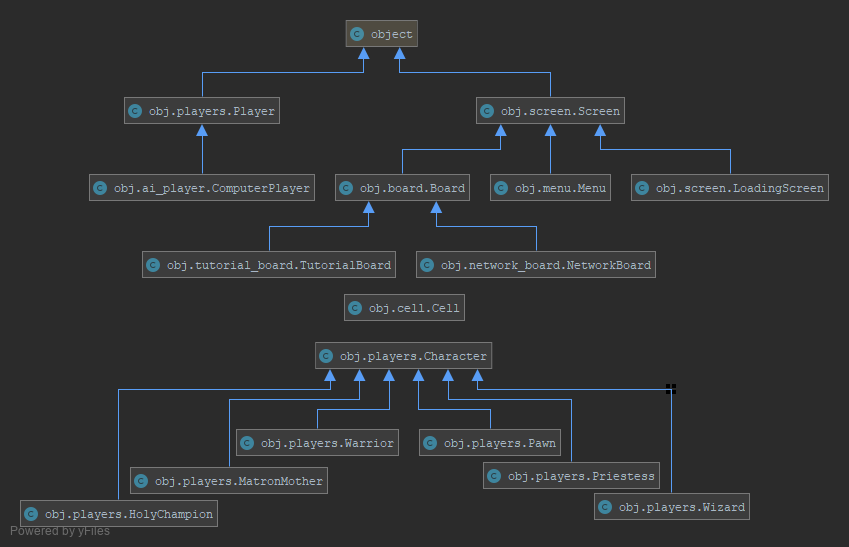 C object
C obj.players.Player
C obj.screen.Screen
C obj.ai_player.ComputerPlayer
C obj.board.Board
C obj.menu.Menu
C obj.screen.LoadingScreen
C obj.tutorial_board.TutorialBoard
C obj.network_board.NetworkBoard
C obj.cell.Cell
C obj.players.Character
C obj.players.Warrior
C obj.players.Pawn
C obj.players.MatronMother
C obj.players.Priestess
C obj.players.HolyChampion
C obj.players.Wizard
Powered by yFiles